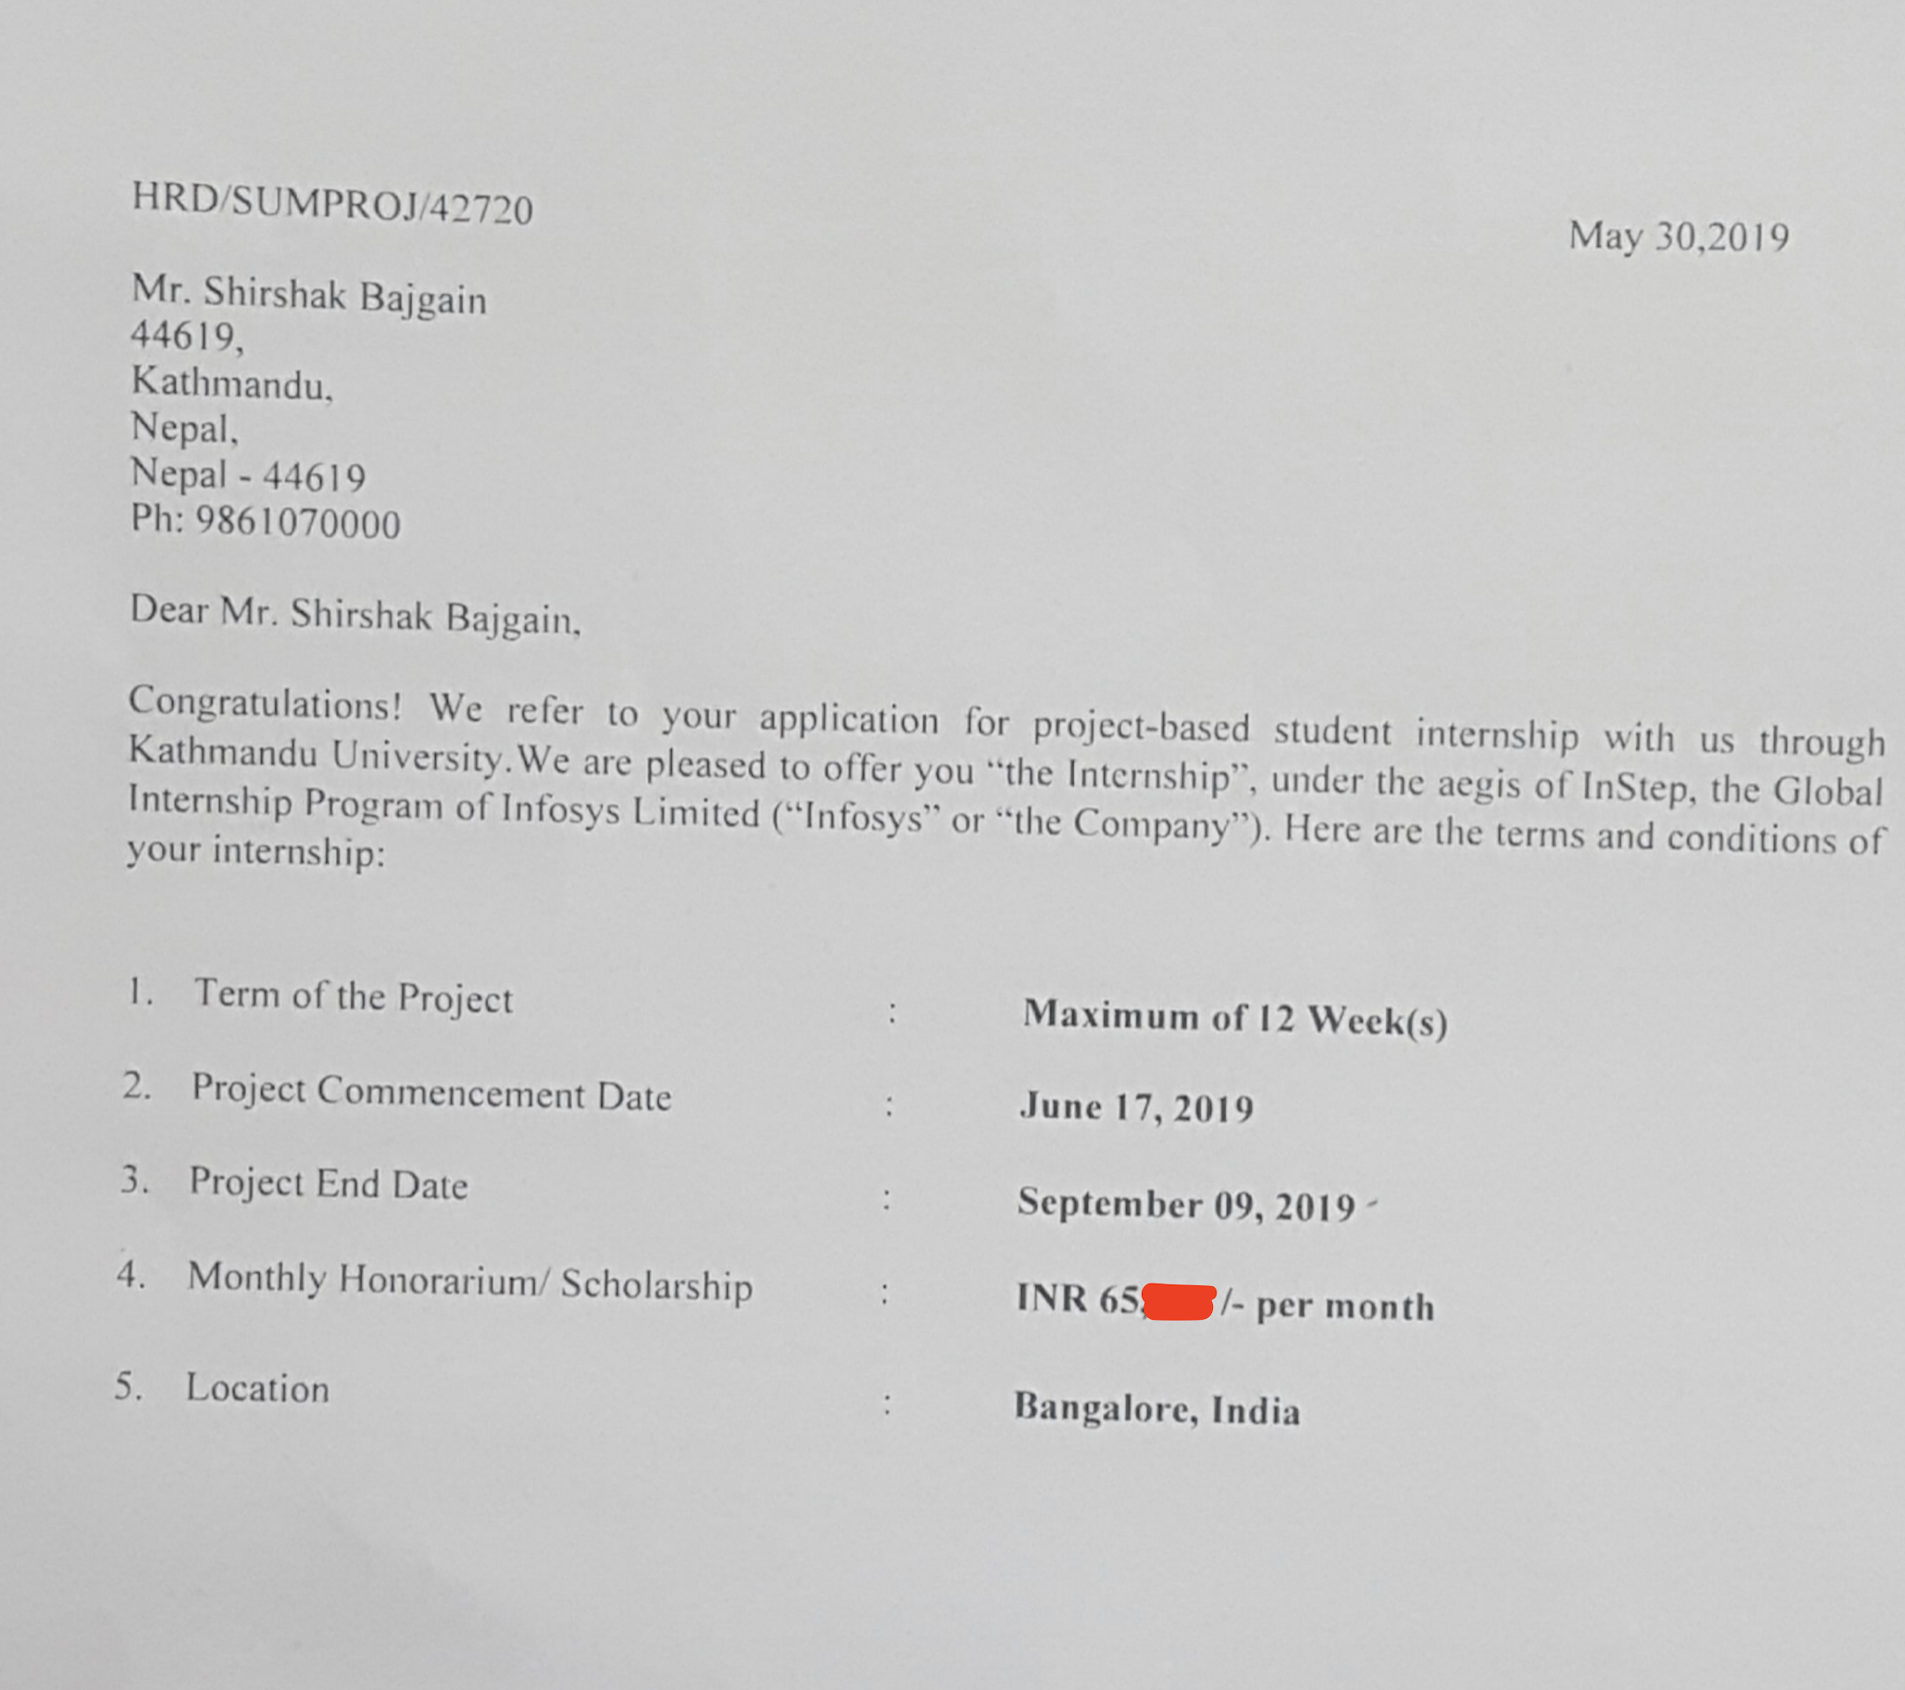 HRD/SUMPROJ/42720
May 30,2019
Mr. Shirshak Bajgain
44619,
Kathmandu,
Nepal,
Nepal - 44619
Ph: 9861070000
Dear Mr. Shirshak Bajgain,
Congratulations! We refer to your application for project-based student internship with us through
Kathmandu University.We are pleased to offer you “the Internship”, under the aegis of InStep, the Global
Internship Program of Infosys Limited (“Infosys” or “the Company”). Here are the terms and conditions of
your internship:
1. Term of the Project : Maximum of 12 Week(s)
2. Project Commencement Date : June 17, 2019
3. Project End Date : September 09, 2019 -
4. Monthly Honorarium/ Scholarship : INR 65, /- per month
5. Location : Bangalore, India